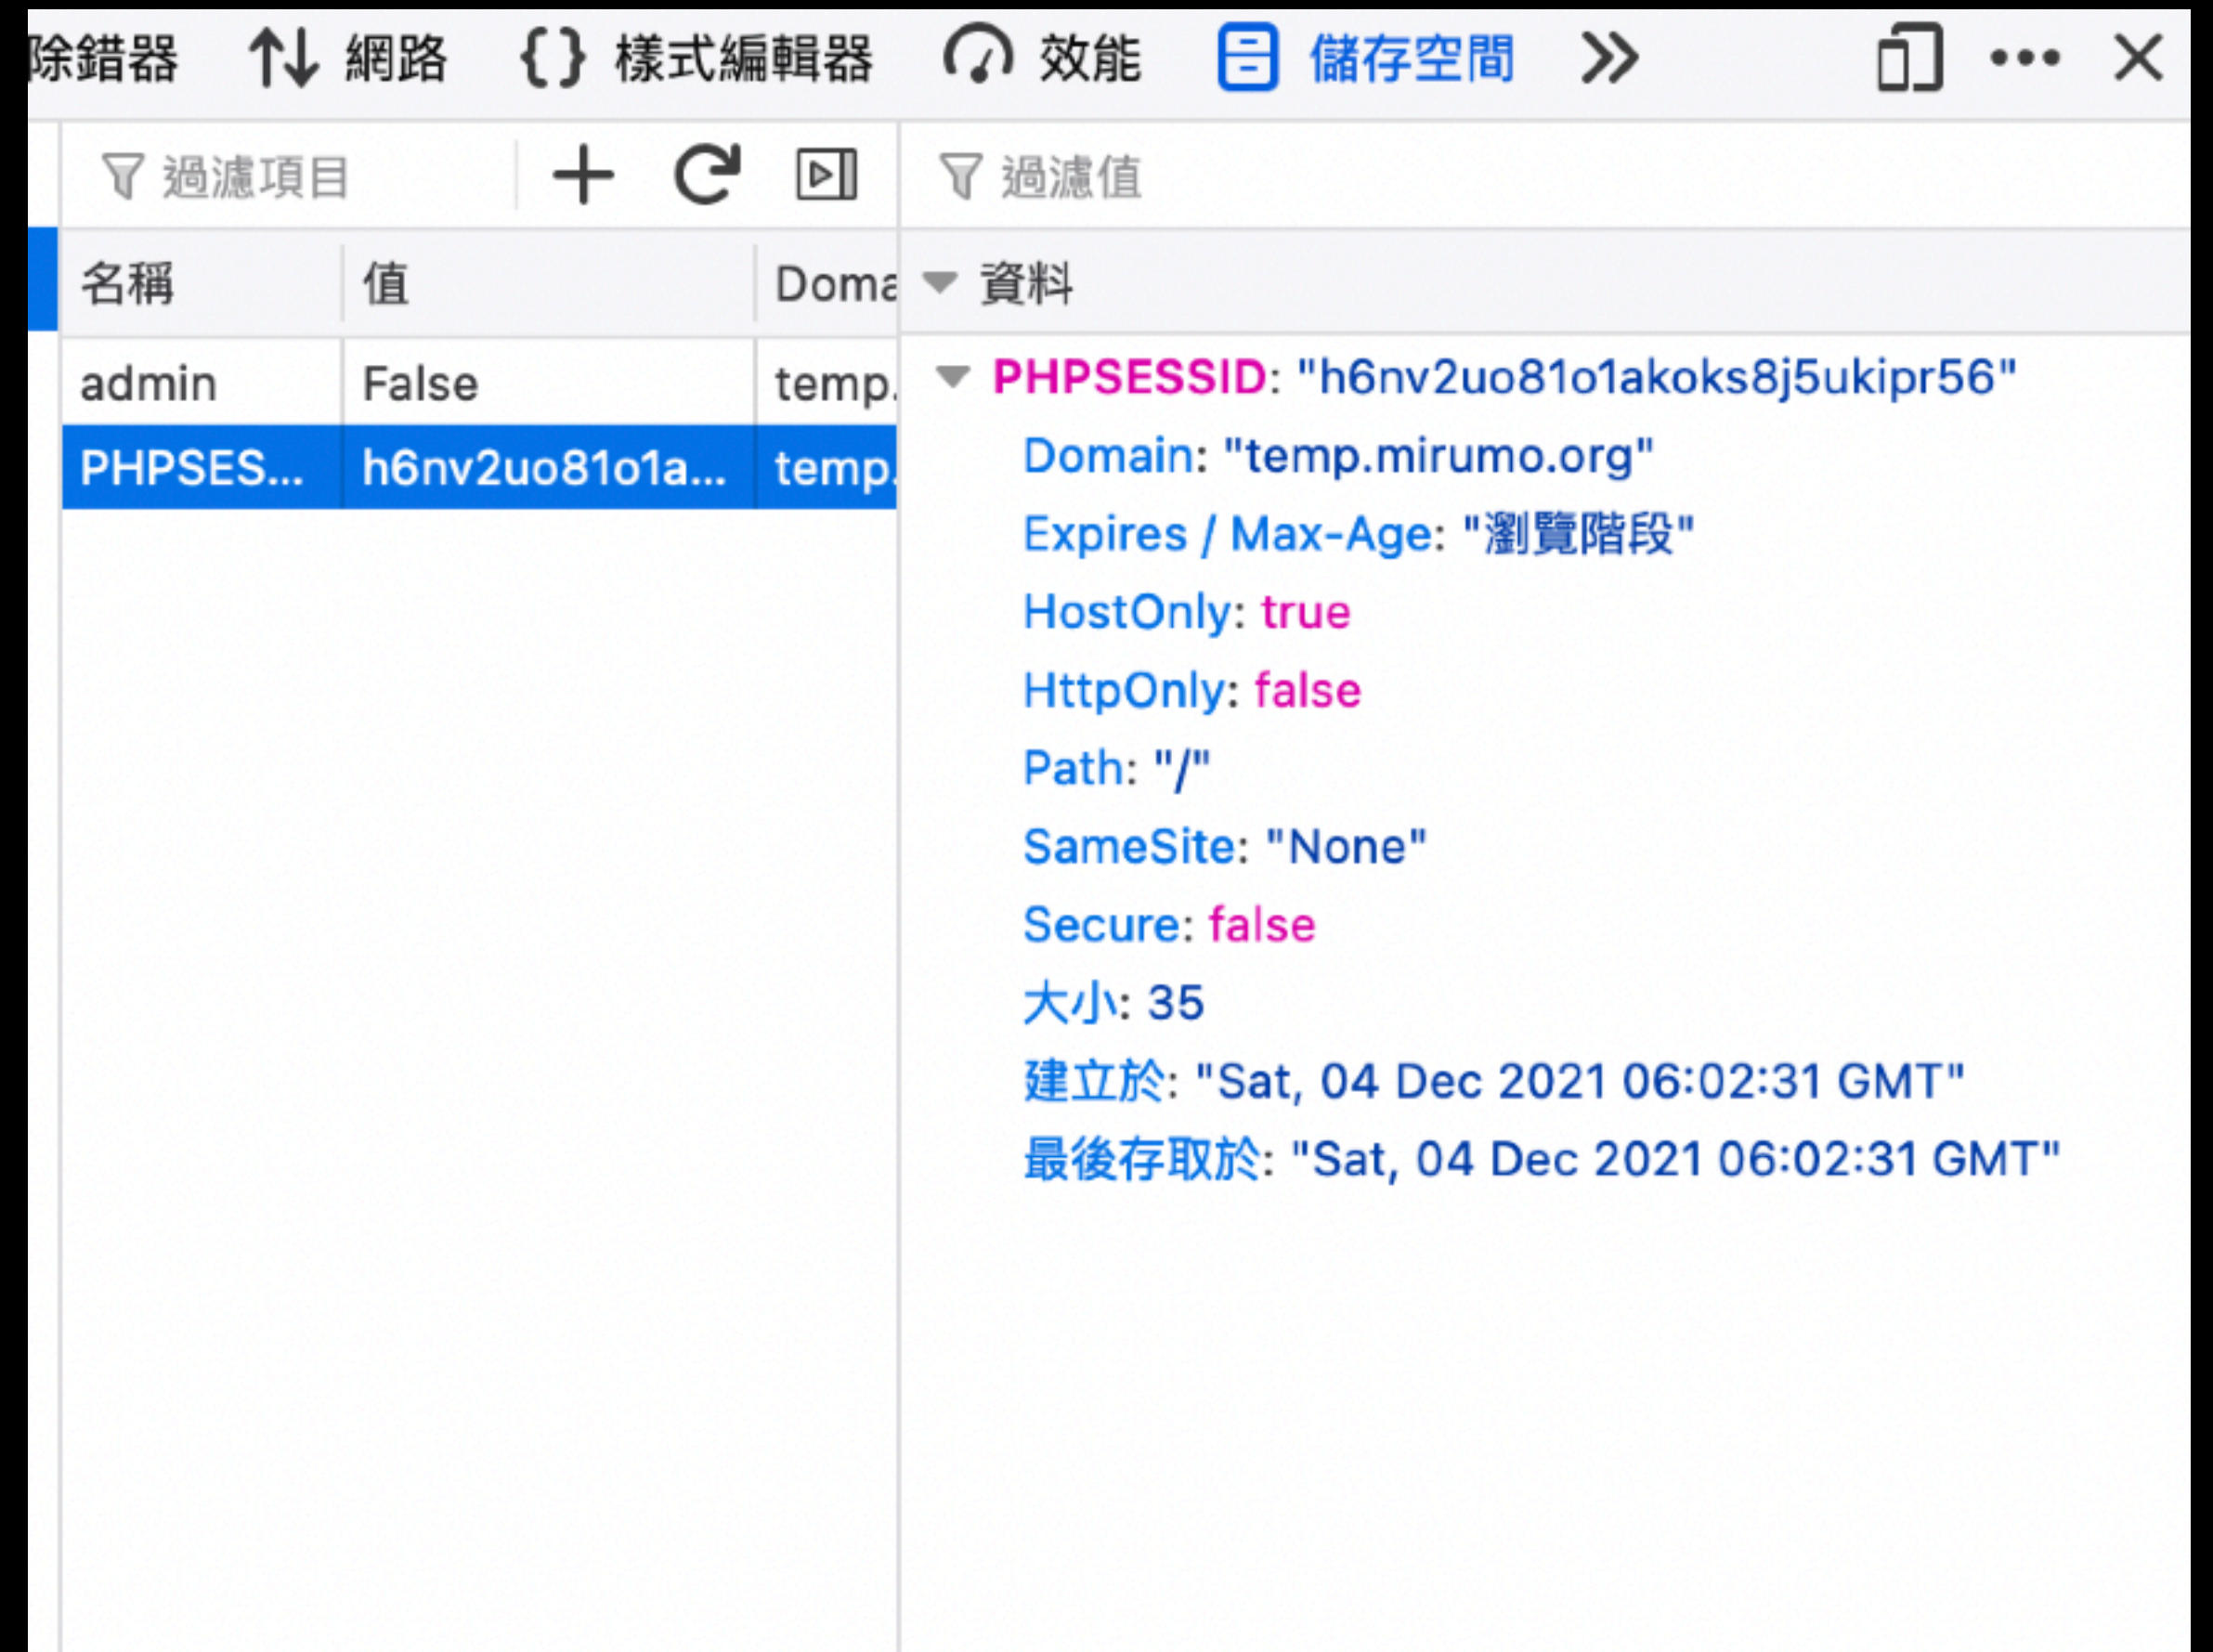 除錯器 網路 {} 樣式編輯器 效能 儲存空間
過濾項目 過濾值
名稱 值 Doma 資料
admin False temp.
PHPSES... h6nv2uo81o1a... temp.
PHPSESSID: "h6nv2uo81o1akoks8j5ukipr56"
Domain: "temp.mirumo.org"
Expires / Max-Age: "瀏覽階段"
HostOnly: true
HttpOnly: false
Path: "/"
SameSite: "None"
Secure: false
大小: 35
建立於: "Sat, 04 Dec 2021 06:02:31 GMT"
最後存取於: "Sat, 04 Dec 2021 06:02:31 GMT"